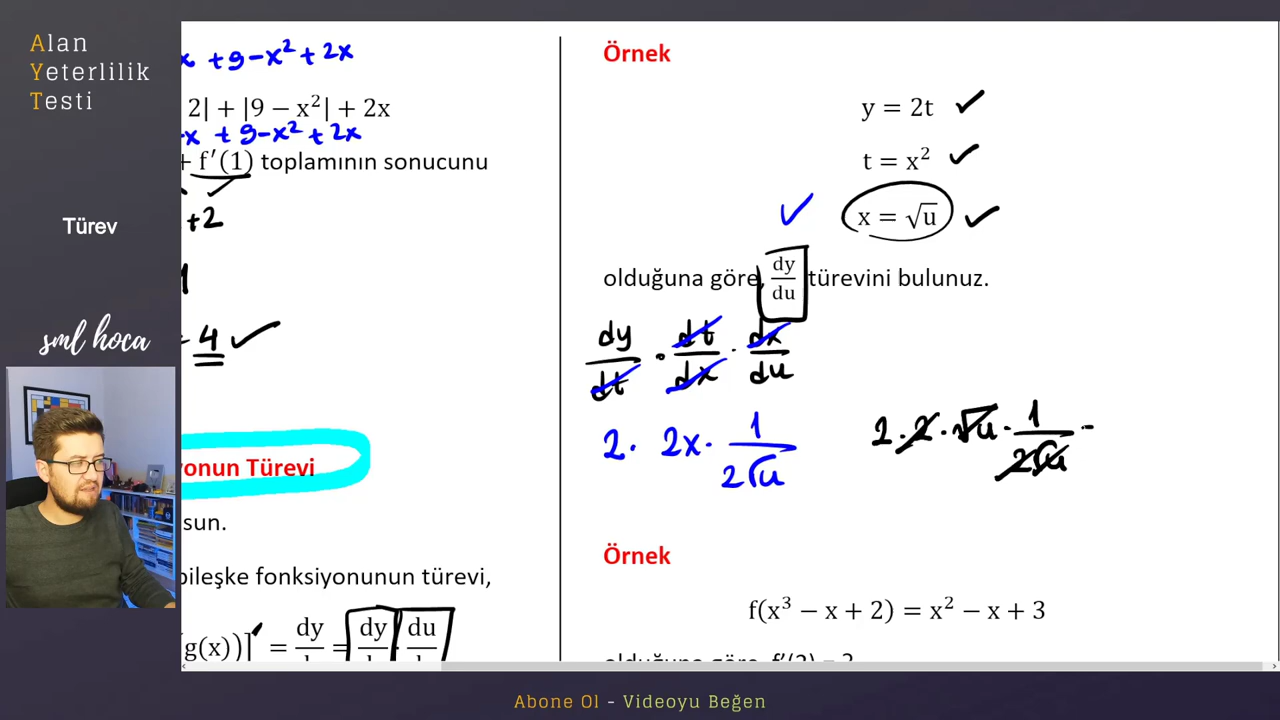 Alan
Yeterlilik
Testi
Türev
sml hoca
+9-x² + 2x
2| + |9 − x²| + 2x
x + 9-x² + 2x
+ f′(1) toplamının sonucunu
+2
4
yonun Türevi
sun.
bileşke fonksiyonunun türevi,
g(x))]′ = dy = dy · du
Örnek
y = 2t
t = x²
x = √u
olduğuna göre, dy/du türevini bulunuz.
dy/dt · dt/dx · dx/du
2 · 2x · 1/2√u
2 · 2 · √u · 1/2√u =
Örnek
f(x³ − x + 2) = x² − x + 3
olduğuna göre,
Abone Ol - Videoyu Beğen